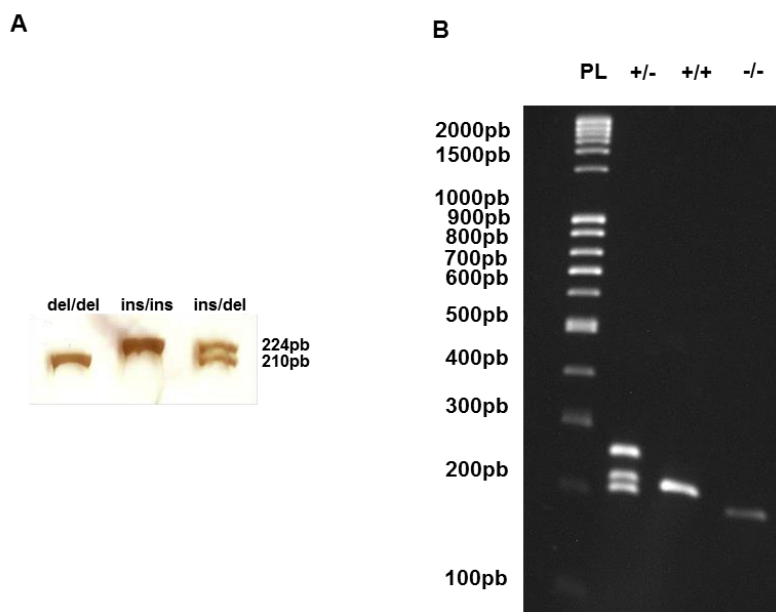 A
del/del ins/ins ins/del
224pb
210pb
B
PL +/- +/+ -/-
2000pb
1500pb
1000pb
900pb
800pb
700pb
600pb
500pb
400pb
300pb
200pb
100pb